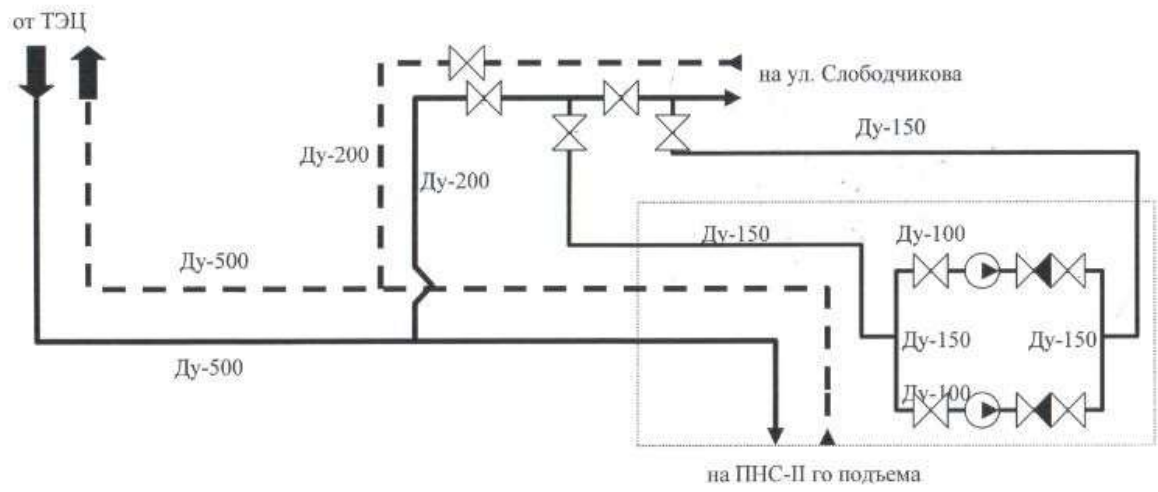 от ТЭЦ
на ул. Слободчикова
Ду-150
Ду-200
Ду-200
Ду-150
Ду-100
Ду-500
Ду-150
Ду-150
Ду-500
Ду-100
на ПНС-II го подъема